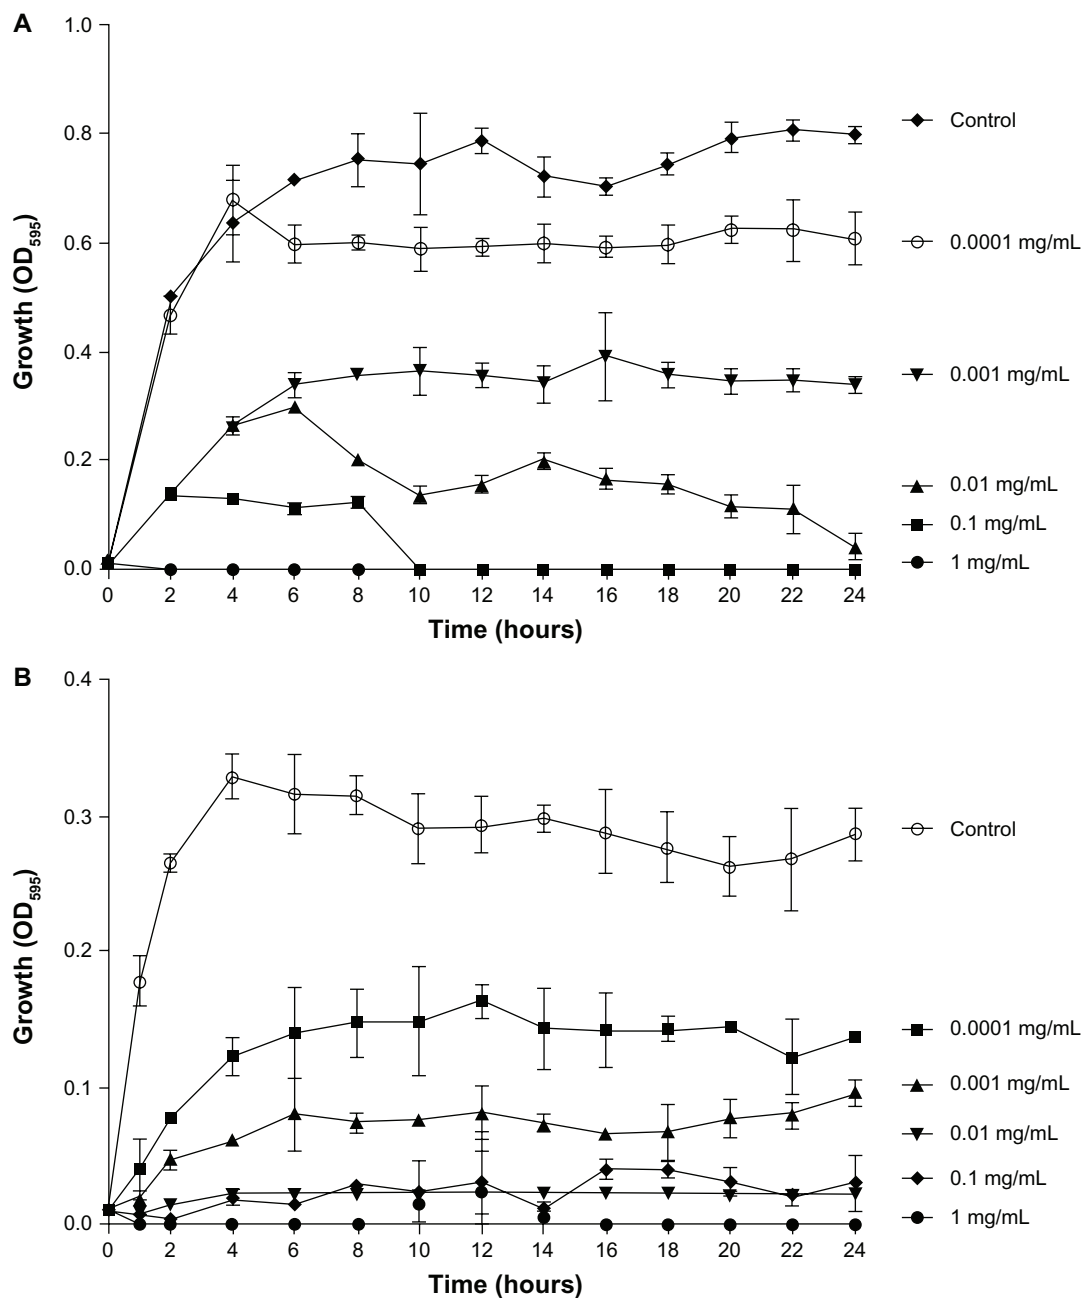 A
1.0
0.8
0.6
0.4
0.2
0.0
Growth (OD595)
0 2 4 6 8 10 12 14 16 18 20 22 24
Time (hours)
Control
0.0001 mg/mL
0.001 mg/mL
0.01 mg/mL
0.1 mg/mL
1 mg/mL
B
0.4
0.3
0.2
0.1
0.0
Growth (OD595)
0 2 4 6 8 10 12 14 16 18 20 22 24
Time (hours)
Control
0.0001 mg/mL
0.001 mg/mL
0.01 mg/mL
0.1 mg/mL
1 mg/mL